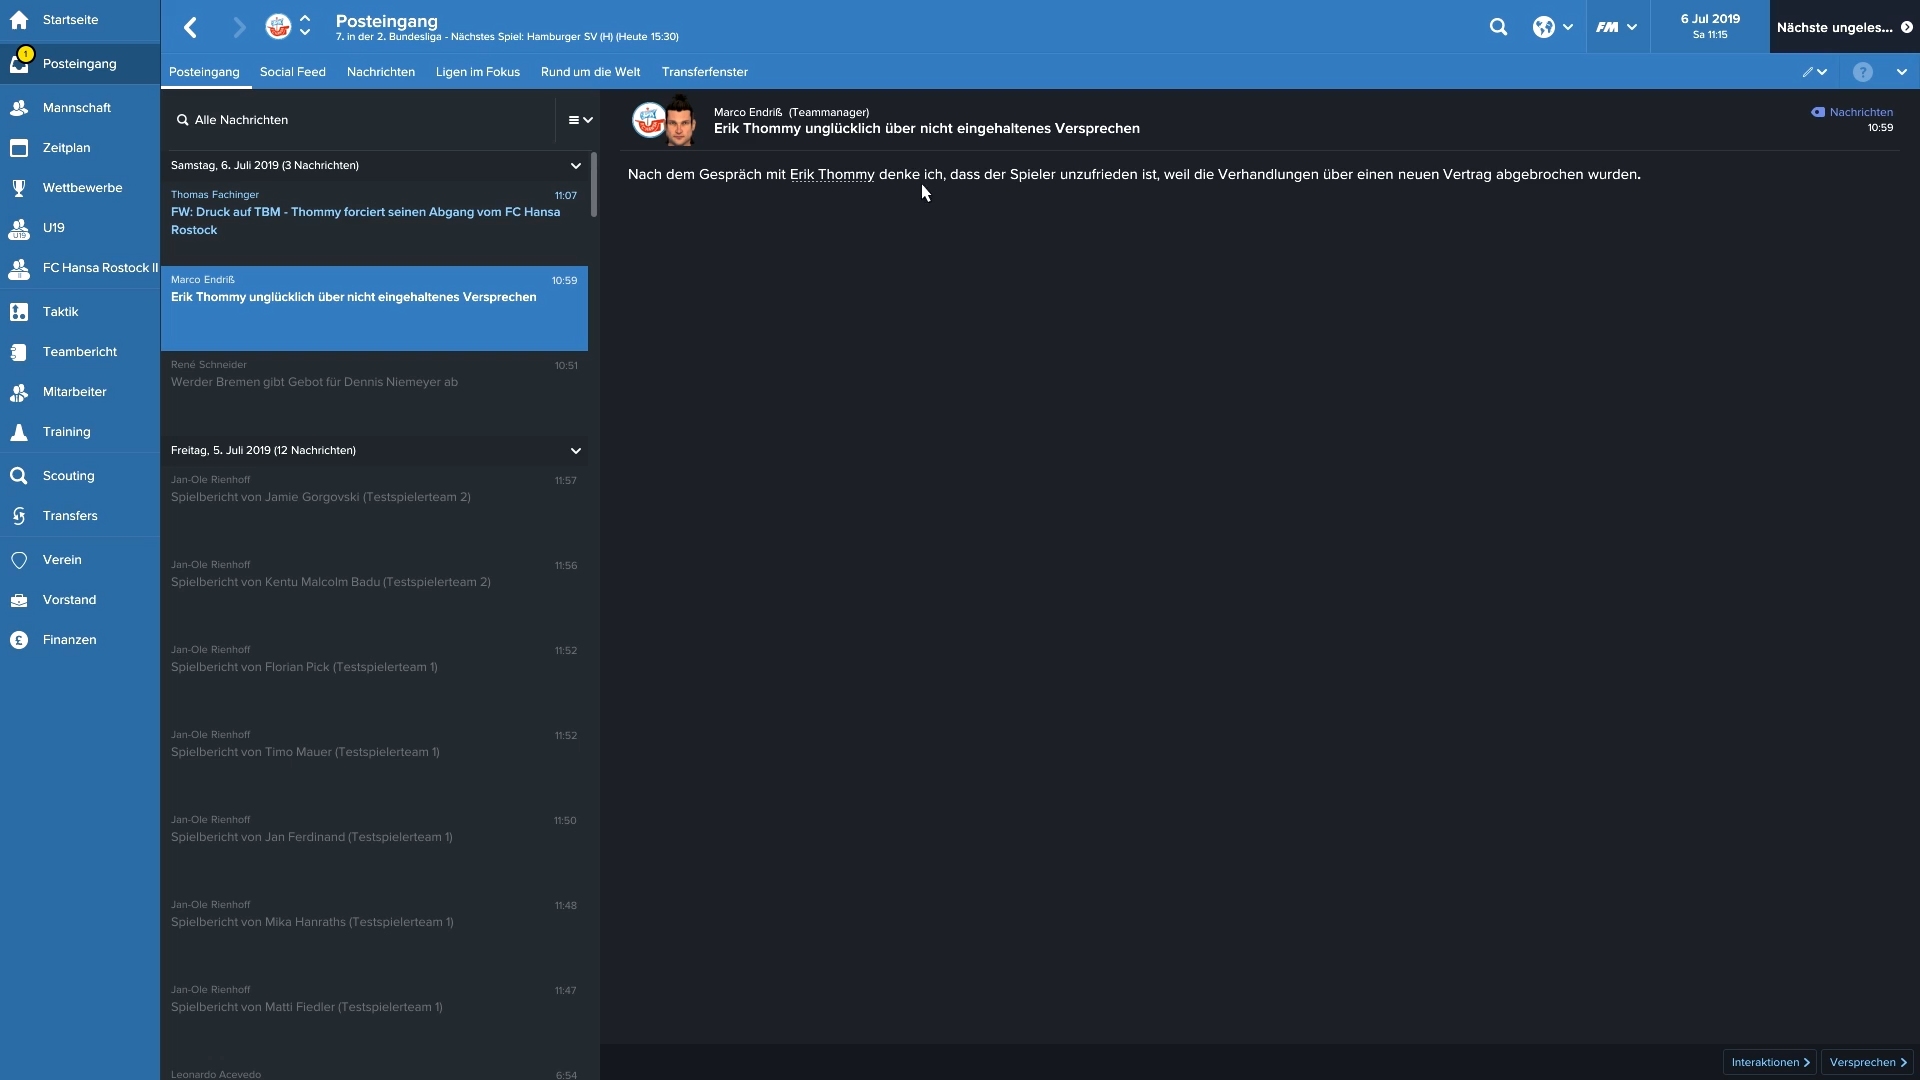 Startseite
1
Posteingang
Mannschaft
Zeitplan
Wettbewerbe
U19
U19
FC Hansa Rostock II
II
Taktik
Teambericht
Mitarbeiter
Training
Scouting
Transfers
Verein
Vorstand
£
Finanzen
Posteingang
7. in der 2. Bundesliga - Nächstes Spiel: Hamburger SV (H) (Heute 15:30)
FM
6 Jul 2019
Sa 11:15
Nächste ungeles...
Posteingang Social Feed Nachrichten Ligen im Fokus Rund um die Welt Transferfenster
?
Alle Nachrichten
Samstag, 6. Juli 2019 (3 Nachrichten)
Thomas Fachinger 11:07
FW: Druck auf TBM - Thommy forciert seinen Abgang vom FC Hansa
Rostock
Marco Endriß 10:59
Erik Thommy unglücklich über nicht eingehaltenes Versprechen
René Schneider 10:51
Werder Bremen gibt Gebot für Dennis Niemeyer ab
Freitag, 5. Juli 2019 (12 Nachrichten)
Jan-Ole Rienhoff 11:57
Spielbericht von Jamie Gorgovski (Testspielerteam 2)
Jan-Ole Rienhoff 11:56
Spielbericht von Kentu Malcolm Badu (Testspielerteam 2)
Jan-Ole Rienhoff 11:52
Spielbericht von Florian Pick (Testspielerteam 1)
Jan-Ole Rienhoff 11:52
Spielbericht von Timo Mauer (Testspielerteam 1)
Jan-Ole Rienhoff 11:50
Spielbericht von Jan Ferdinand (Testspielerteam 1)
Jan-Ole Rienhoff 11:48
Spielbericht von Mika Hanraths (Testspielerteam 1)
Jan-Ole Rienhoff 11:47
Spielbericht von Matti Fiedler (Testspielerteam 1)
Leonardo Acevedo 6:54
Marco Endriß (Teammanager)
Erik Thommy unglücklich über nicht eingehaltenes Versprechen
Nachrichten
10:59
Nach dem Gespräch mit Erik Thommy denke ich, dass der Spieler unzufrieden ist, weil die Verhandlungen über einen neuen Vertrag abgebrochen wurden.
Interaktionen Versprechen